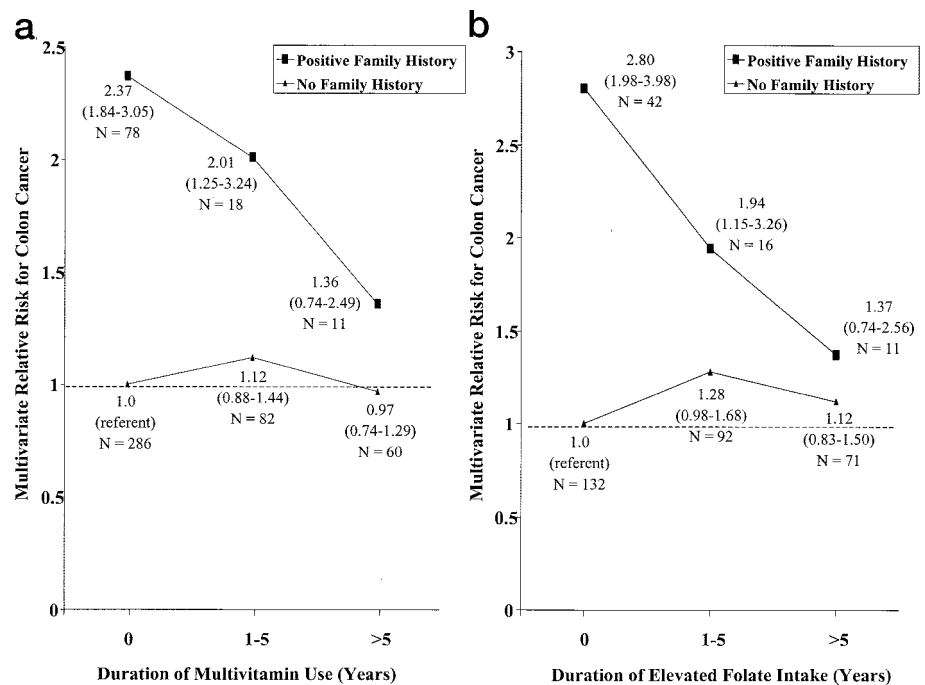 a
Multivariate Relative Risk for Colon Cancer
2.5
2
1.5
1
0.5
0
Positive Family History
No Family History
2.37
(1.84-3.05)
N = 78
2.01
(1.25-3.24)
N = 18
1.36
(0.74-2.49)
N = 11
1.0
(referent)
N = 286
1.12
(0.88-1.44)
N = 82
0.97
(0.74-1.29)
N = 60
0
1-5
>5
Duration of Multivitamin Use (Years)
b
Multivariate Relative Risk for Colon Cancer
3
2.5
2
1.5
1
0.5
0
Positive Family History
No Family History
2.80
(1.98-3.98)
N = 42
1.94
(1.15-3.26)
N = 16
1.37
(0.74-2.56)
N = 11
1.0
(referent)
N = 132
1.28
(0.98-1.68)
N = 92
1.12
(0.83-1.50)
N = 71
0
1-5
>5
Duration of Elevated Folate Intake (Years)